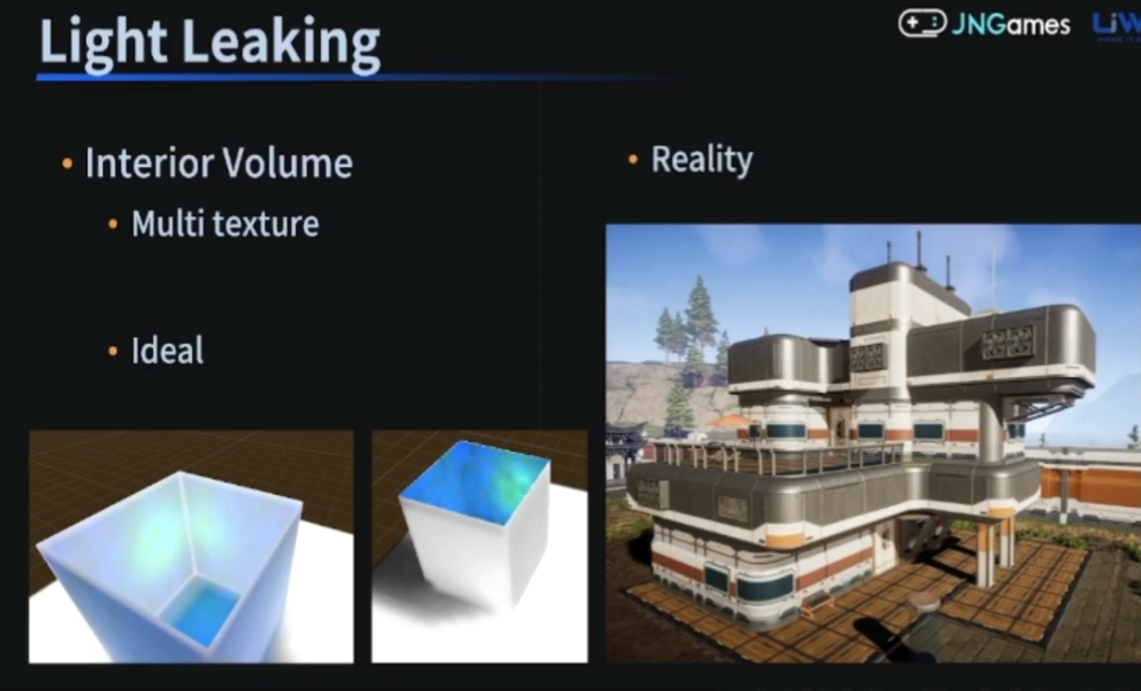 Light Leaking
JNGames
• Interior Volume
• Multi texture
• Ideal
• Reality